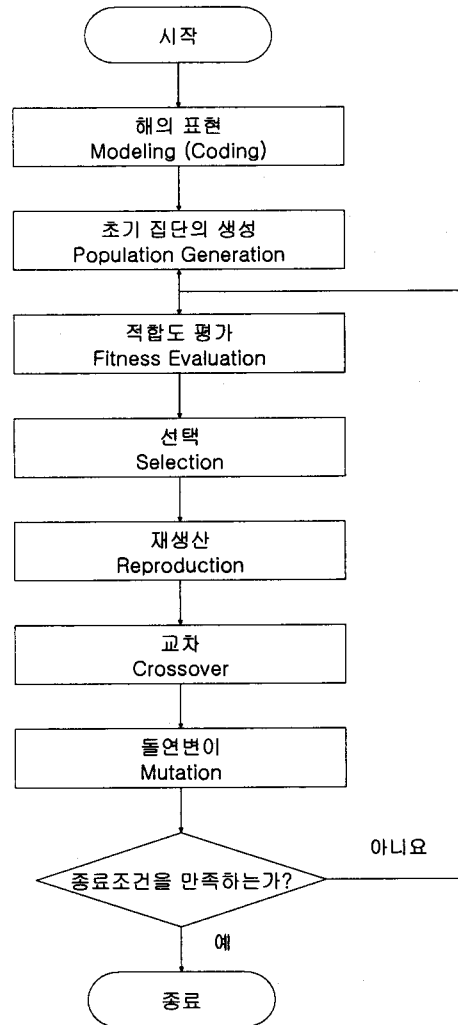 시작
해의 표현
Modeling (Coding)
초기 집단의 생성
Population Generation
적합도 평가
Fitness Evaluation
선택
Selection
재생산
Reproduction
교차
Crossover
돌연변이
Mutation
종료조건을 만족하는가?
아니요
예
종료